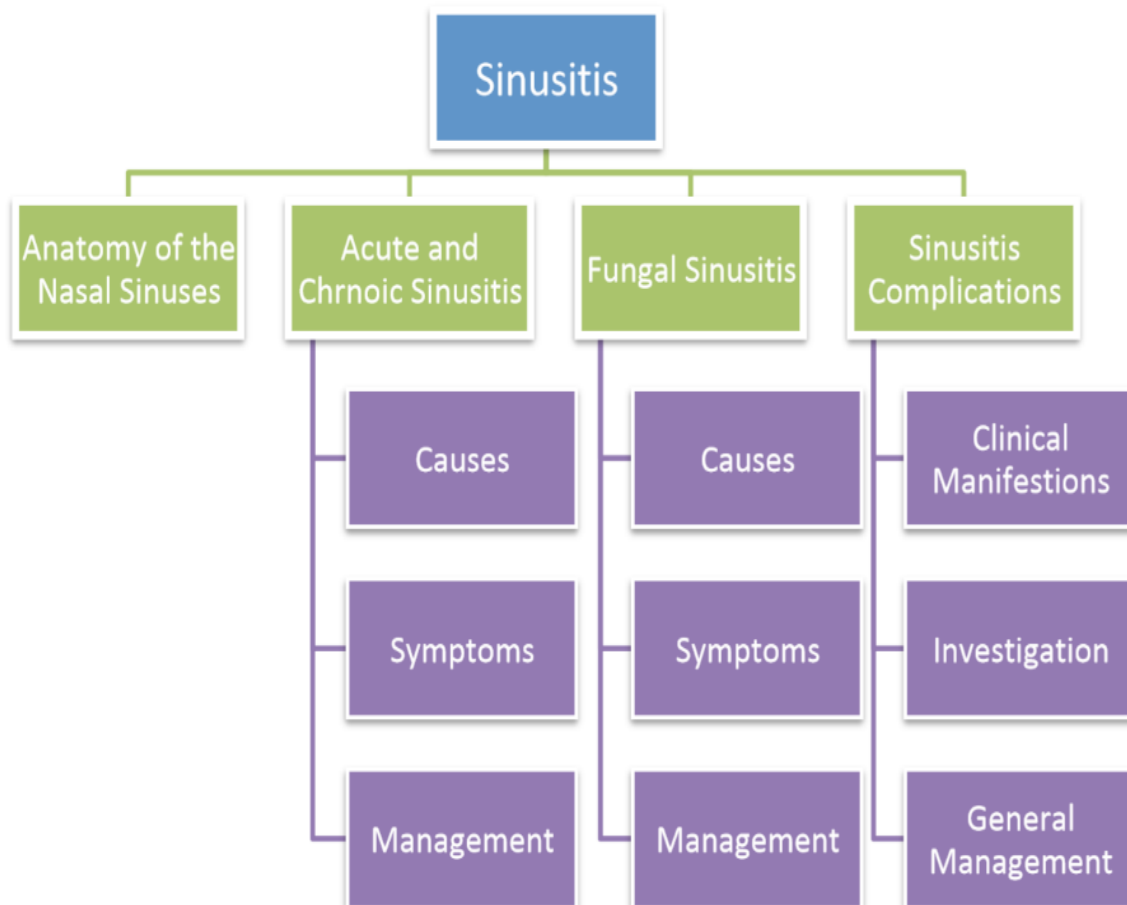 Sinusitis
Anatomy of the
Nasal Sinuses
Acute and
Chrnoic Sinusitis
Fungal Sinusitis
Sinusitis
Complications
Causes
Causes
Clinical
Manifestions
Symptoms
Symptoms
Investigation
Management
Management
General
Management